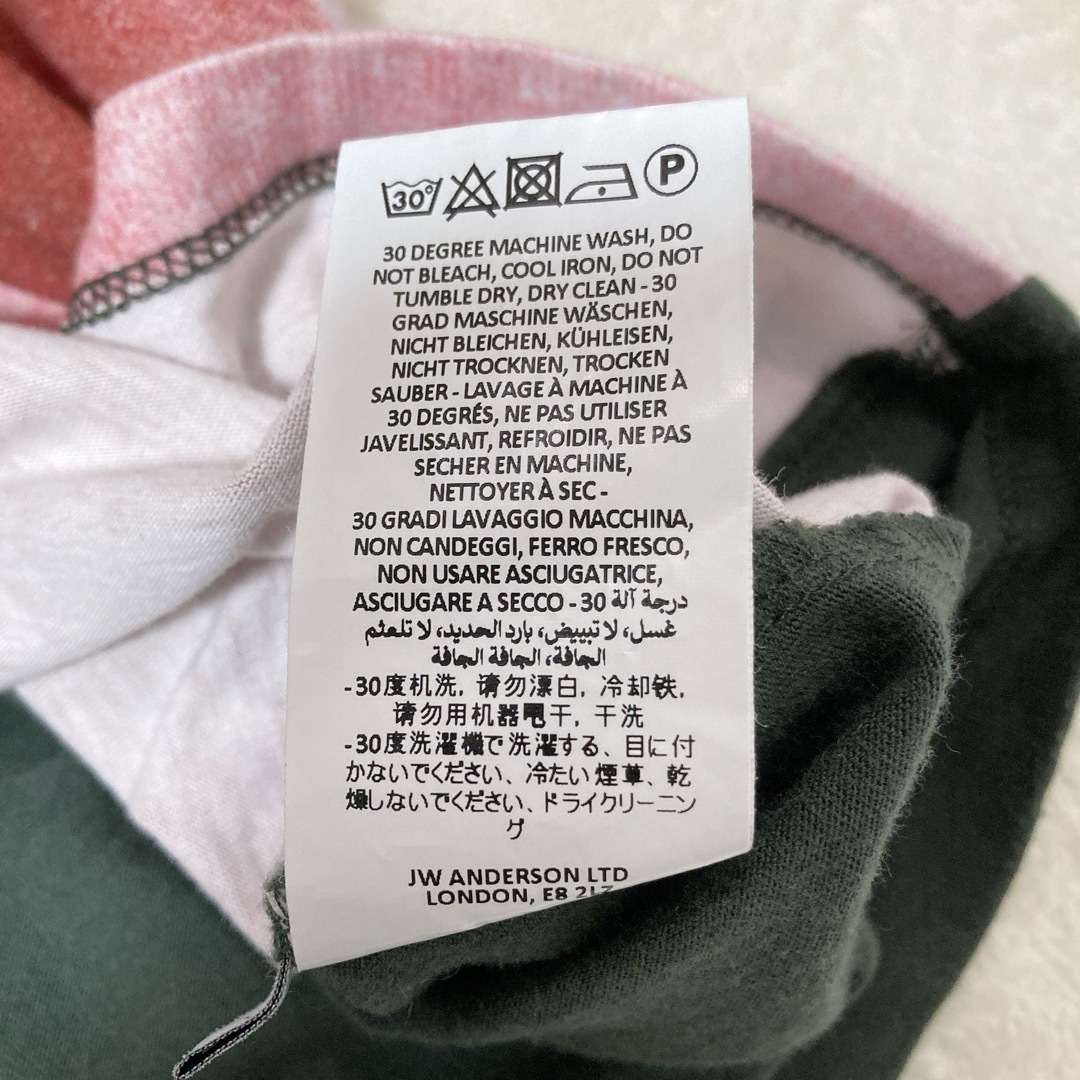 30°
P
30 DEGREE MACHINE WASH, DO
NOT BLEACH, COOL IRON, DO NOT
TUMBLE DRY, DRY CLEAN - 30
GRAD MASCHINE WÄSCHEN,
NICHT BLEICHEN, KÜHLEISEN,
NICHT TROCKNEN, TROCKEN
SAUBER - LAVAGE À MACHINE À
30 DEGRÉS, NE PAS UTILISER
JAVELISSANT, REFROIDIR, NE PAS
SECHER EN MACHINE,
NETTOYER À SEC -
30 GRADI LAVAGGIO MACCHINA,
NON CANDEGGI, FERRO FRESCO,
NON USARE ASCIUGATRICE,
ASCIUGARE A SECCO - 30 درجة آلة
غسل، لا تبييض، بارد الحديد، لا تلعثم
الجافة، الجافة الجافة
-30度机洗, 请勿漂白, 冷却铁,
请勿用机器甩干, 干洗
-30度洗濯機で洗濯する、目に付
かないでください、冷たい煙草、乾
燥しないでください、ドライクリーニン
グ
JW ANDERSON LTD
LONDON, E8